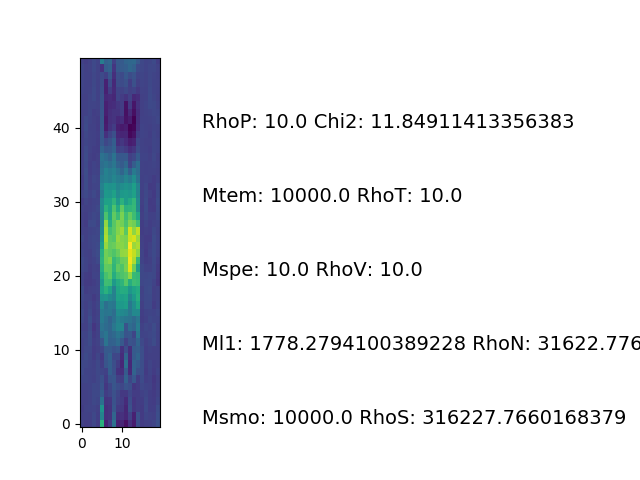 40
30
20
10
0
0 10
RhoP: 10.0 Chi2: 11.84911413356383
Mtem: 10000.0 RhoT: 10.0
Mspe: 10.0 RhoV: 10.0
Ml1: 1778.2794100389228 RhoN: 31622.776
Msmo: 10000.0 RhoS: 316227.7660168379